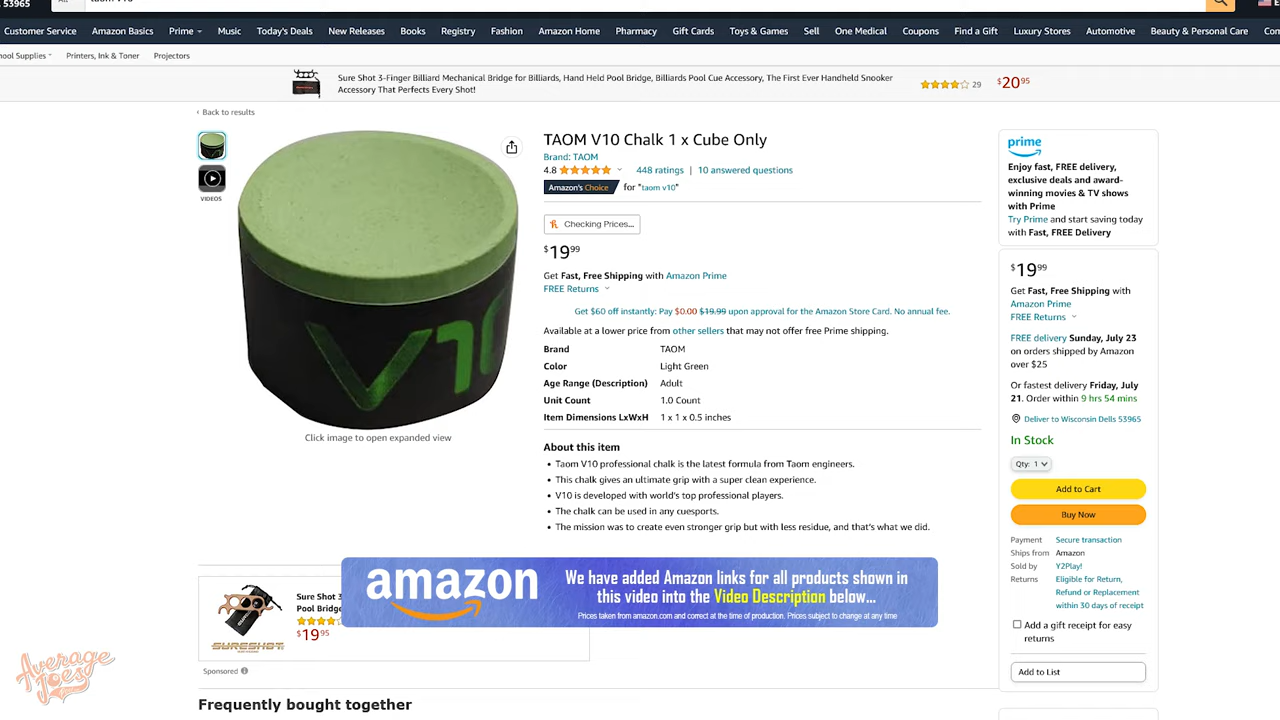 53965
Customer Service
Amazon Basics
Prime
Music
Today's Deals
New Releases
Books
Registry
Fashion
Amazon Home
Pharmacy
Gift Cards
Toys & Games
Sell
One Medical
Coupons
Find a Gift
Luxury Stores
Automotive
Beauty & Personal Care
Printers, Ink & Toner
Projectors
Sure Shot 3-Finger Billiard Mechanical Bridge for Billiards, Hand Held Pool Bridge, Billiards Pool Cue Accessory, The First Ever Handheld Snooker
Accessory That Perfects Every Shot!
29
$20 95
‹ Back to results
VIDEOS
V10
Click image to open expanded view
TAOM V10 Chalk 1 x Cube Only
Brand: TAOM
4.8
448 ratings | 10 answered questions
Amazon's Choice for "taom v10"
Checking Prices...
$19 99
Get Fast, Free Shipping with Amazon Prime
FREE Returns
Get $60 off instantly: Pay $0.00 $19.99 upon approval for the Amazon Store Card. No annual fee.
Available at a lower price from other sellers that may not offer free Prime shipping.
Brand TAOM
Color Light Green
Age Range (Description) Adult
Unit Count 1.0 Count
Item Dimensions LxWxH 1 x 1 x 0.5 inches
About this item
• Taom V10 professional chalk is the latest formula from Taom engineers.
• This chalk gives an ultimate grip with a super clean experience.
• V10 is developed with world's top professional players.
• The chalk can be used in any cuesports.
• The mission was to create even stronger grip but with less residue, and that's what we did.
prime
Enjoy fast, FREE delivery,
exclusive deals and award-
winning movies & TV shows
with Prime
Try Prime and start saving today
with Fast, FREE Delivery
$19 99
Get Fast, Free Shipping with
Amazon Prime
FREE Returns
FREE delivery Sunday, July 23
on orders shipped by Amazon
over $25
Or fastest delivery Friday, July
21. Order within 9 hrs 54 mins
Deliver to Wisconsin Dells 53965
In Stock
Qty: 1
Add to Cart
Buy Now
Payment Secure transaction
Ships from Amazon
Sold by Y2Play!
Returns Eligible for Return,
Refund or Replacement
within 30 days of receipt
Add a gift receipt for easy
returns
Add to List
amazon
We have added Amazon links for all products shown in
this video into the Video Description below...
Prices taken from amazon.com and correct at the time of production. Prices subject to change at any time
Sure Shot 3
Pool Bridg
$19 95
SURESHOT
Sponsored
Average
Joes
Frequently bought together